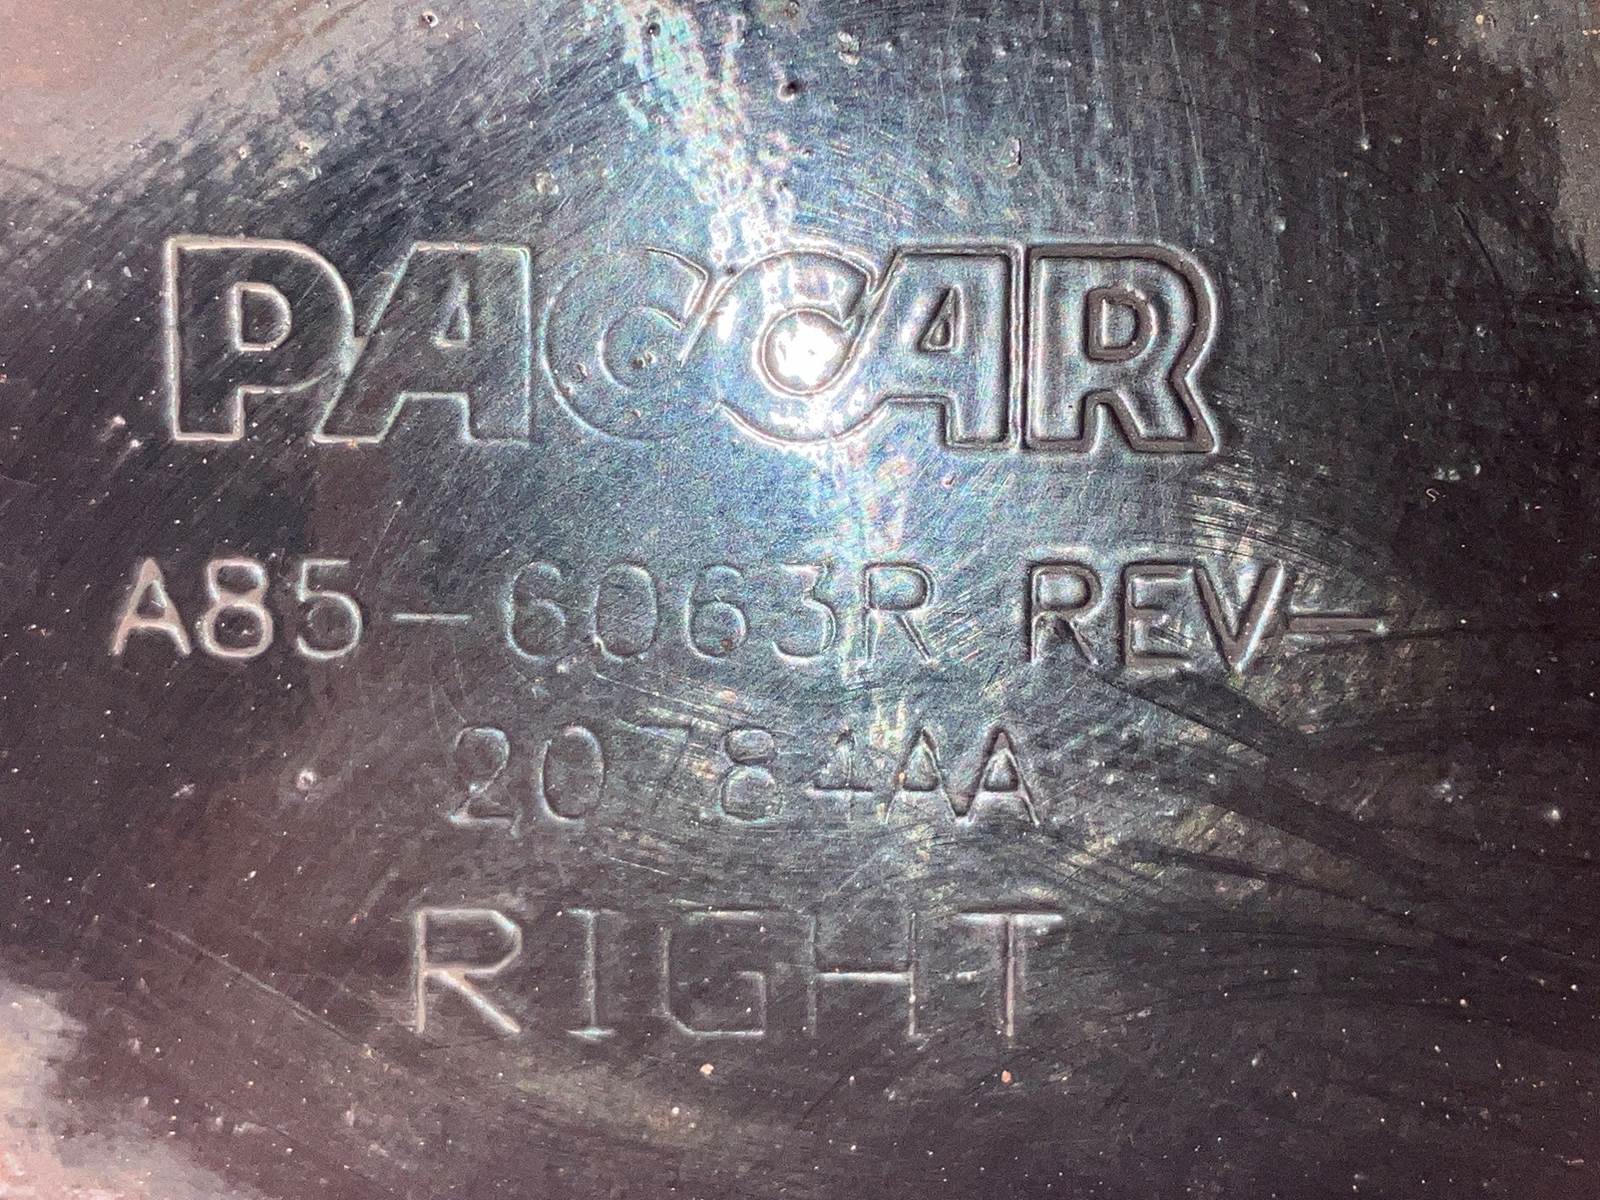 PACCAR
A85-6063R REV-
20784AA
RIGHT